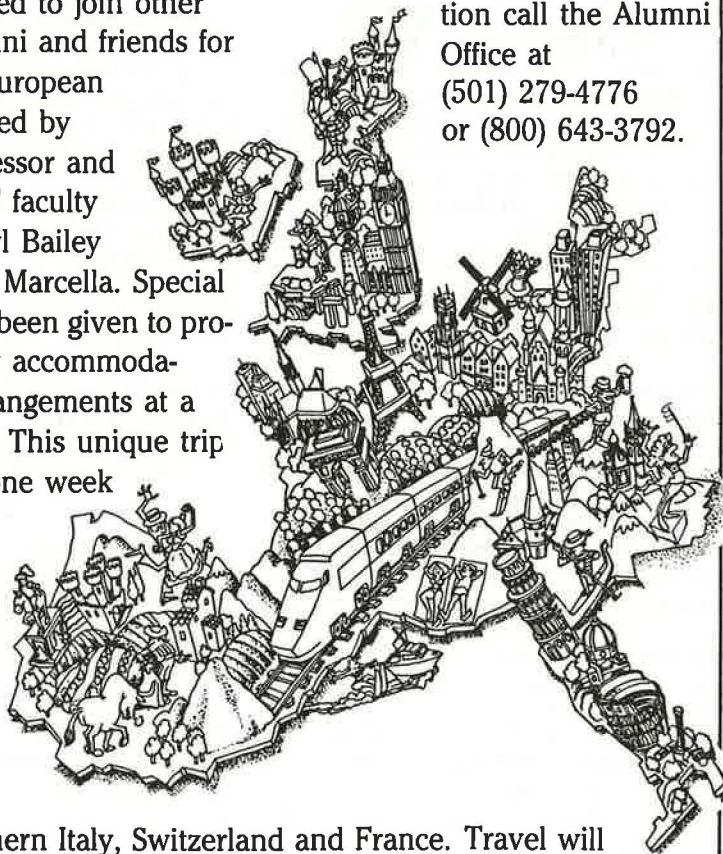 ed to join other
ni and friends for
uropean
ed by
essor and
faculty
l Bailey
Marcella. Special
been given to pro-
accommoda-
angements at a
This unique trip
one week
tion call the Alumni
Office at
(501) 279-4776
or (800) 643-3792.
hern Italy, Switzerland and France. Travel will